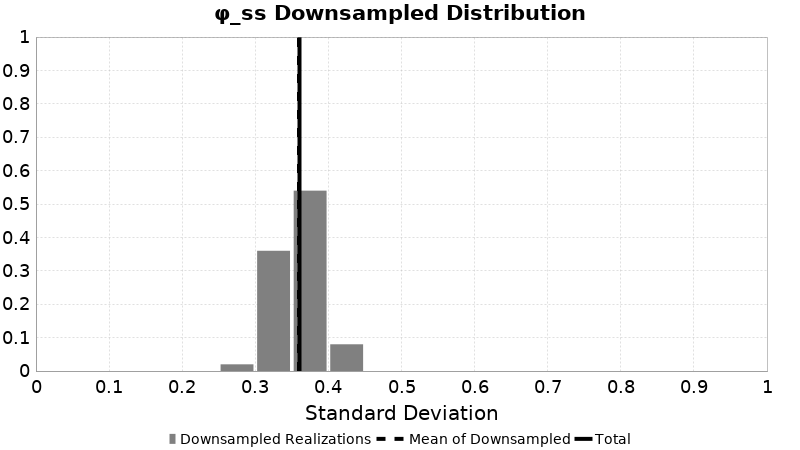 φ_ss Downsampled Distribution
1
0.9
0.8
0.7
0.6
0.5
0.4
0.3
0.2
0.1
0
0 0.1 0.2 0.3 0.4 0.5 0.6 0.7 0.8 0.9 1
Standard Deviation
Downsampled Realizations Mean of Downsampled Total